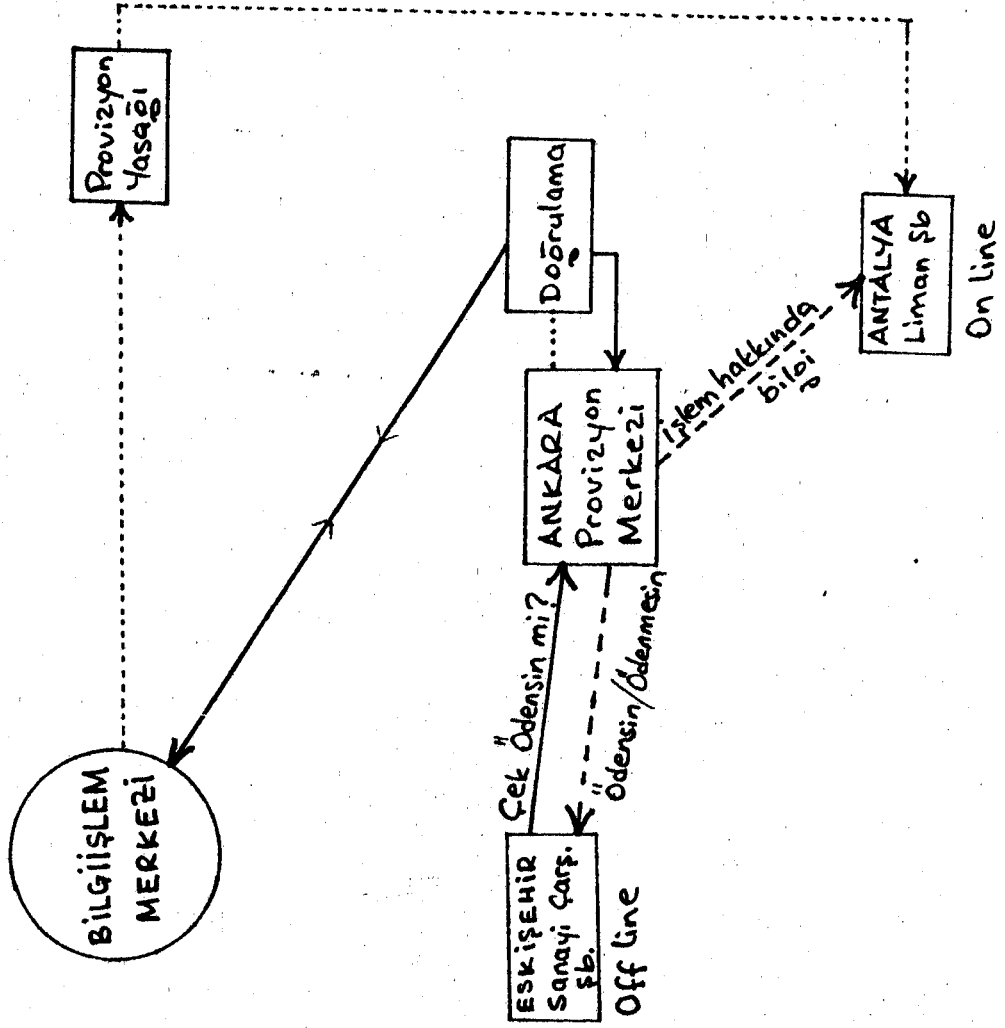 BİLGİİŞLEM
MERKEZİ
Provizyon
Yasağı
Doğrulama
ESKİŞEHİR
Sanayi Çarş.
Şb.
Off line
Çek Ödensin mi?
Ödensin/Ödenmesin
ANKARA
Provizyon
Merkezi
işlem hakkında
bilgi
ANTALYA
Liman Şb
On line